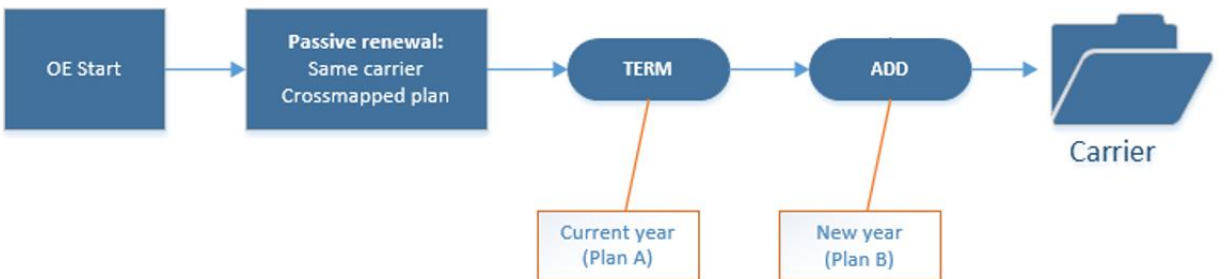 OE Start
Passive renewal:
Same carrier
Crossmapped plan
TERM
ADD
Carrier
Current year
(Plan A)
New year
(Plan B)